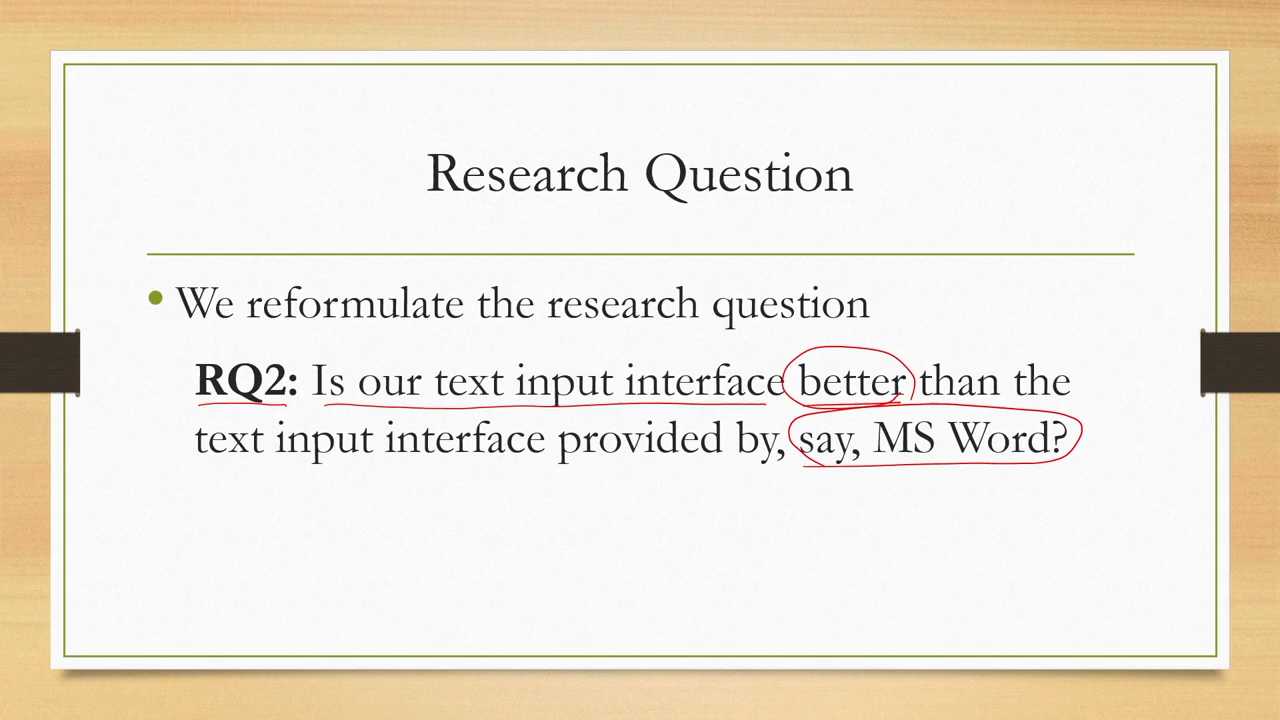 Research Question
• We reformulate the research question
RQ2: Is our text input interface better than the
text input interface provided by, say, MS Word?